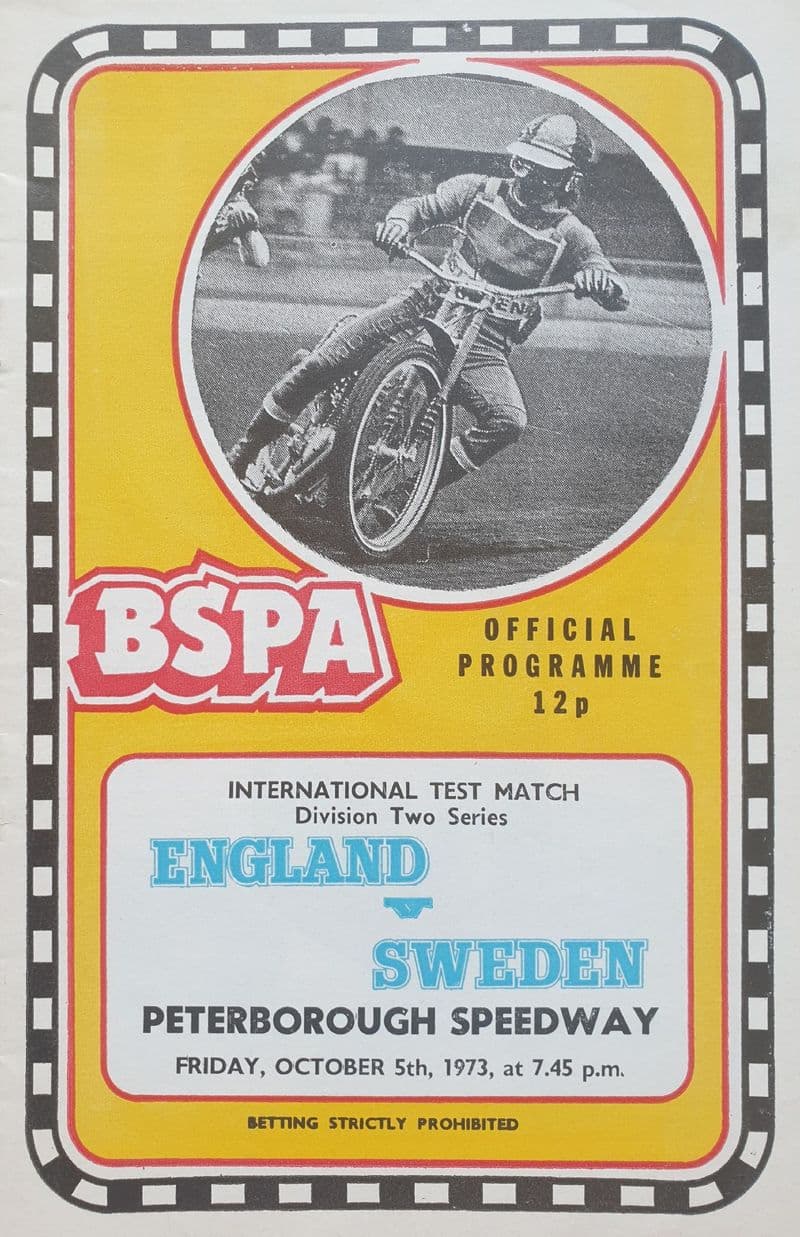 BSPA
OFFICIAL
PROGRAMME
12p
INTERNATIONAL TEST MATCH
Division Two Series
ENGLAND
V
SWEDEN
PETERBOROUGH SPEEDWAY
FRIDAY, OCTOBER 5th, 1973, at 7.45 p.m.
BETTING STRICTLY PROHIBITED